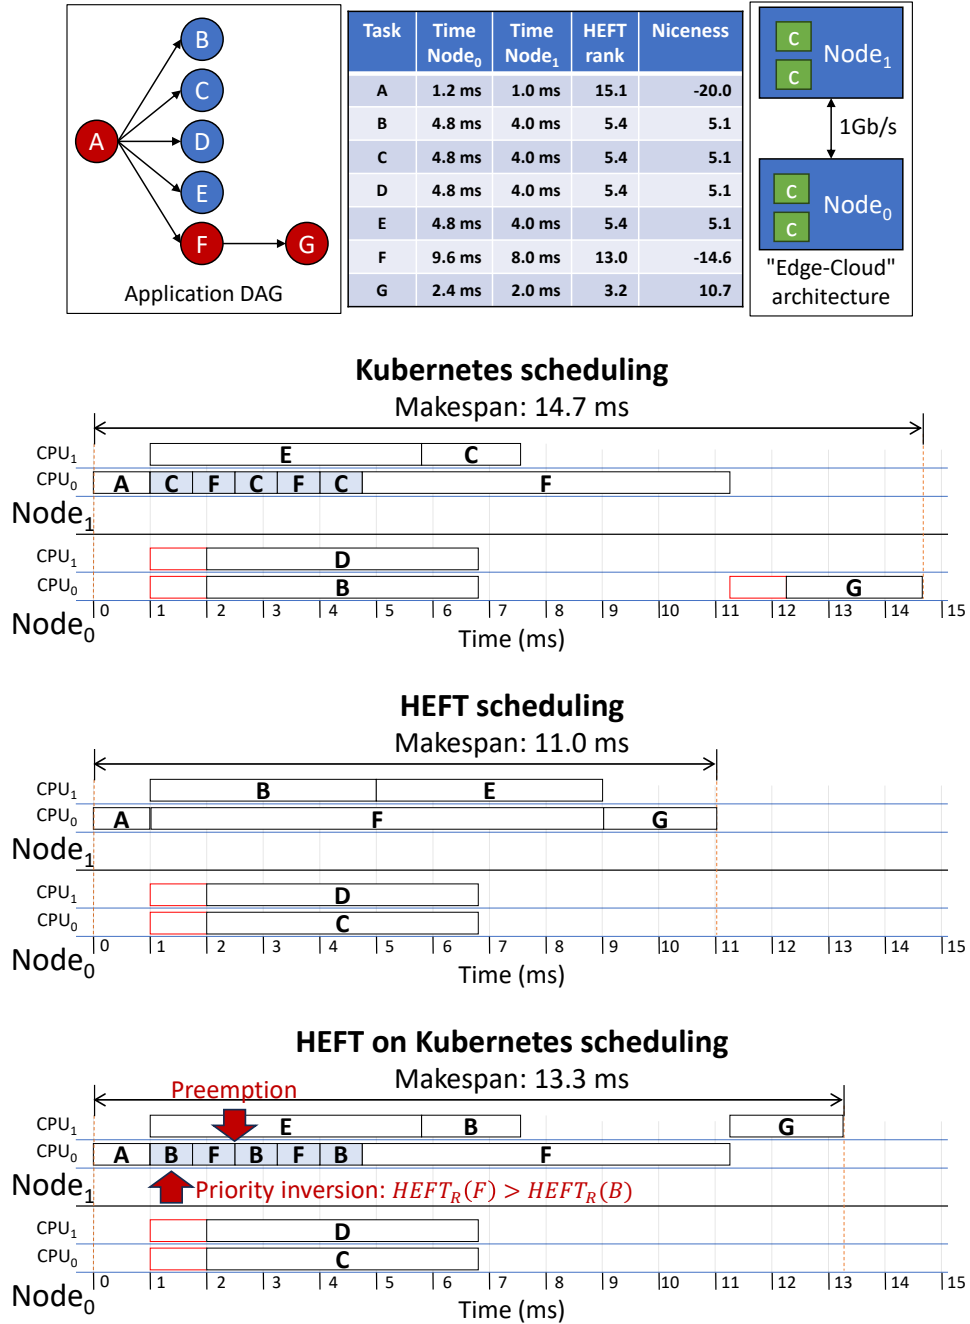 B
C
D
E
A
F
G
Application DAG
Task Time Node0 Time Node1 HEFT rank Niceness
A 1.2 ms 1.0 ms 15.1 -20.0
B 4.8 ms 4.0 ms 5.4 5.1
C 4.8 ms 4.0 ms 5.4 5.1
D 4.8 ms 4.0 ms 5.4 5.1
E 4.8 ms 4.0 ms 5.4 5.1
F 9.6 ms 8.0 ms 13.0 -14.6
G 2.4 ms 2.0 ms 3.2 10.7
C
C
Node1
1Gb/s
C
C
Node0
"Edge-Cloud"
architecture
Kubernetes scheduling
Makespan: 14.7 ms
CPU1 E C
CPU0 A C F C F C F
Node1
CPU1 D
CPU0 B G
0 1 2 3 4 5 6 7 8 9 10 11 12 13 14 15
Node0
Time (ms)
HEFT scheduling
Makespan: 11.0 ms
CPU1 B E
CPU0 A F G
Node1
CPU1 D
CPU0 C
0 1 2 3 4 5 6 7 8 9 10 11 12 13 14 15
Node0
Time (ms)
HEFT on Kubernetes scheduling
Makespan: 13.3 ms
Preemption
CPU1 E B G
CPU0 A B F B F B F
Node1
Priority inversion: HEFT_R(F) > HEFT_R(B)
CPU1 D
CPU0 C
0 1 2 3 4 5 6 7 8 9 10 11 12 13 14 15
Node0
Time (ms)